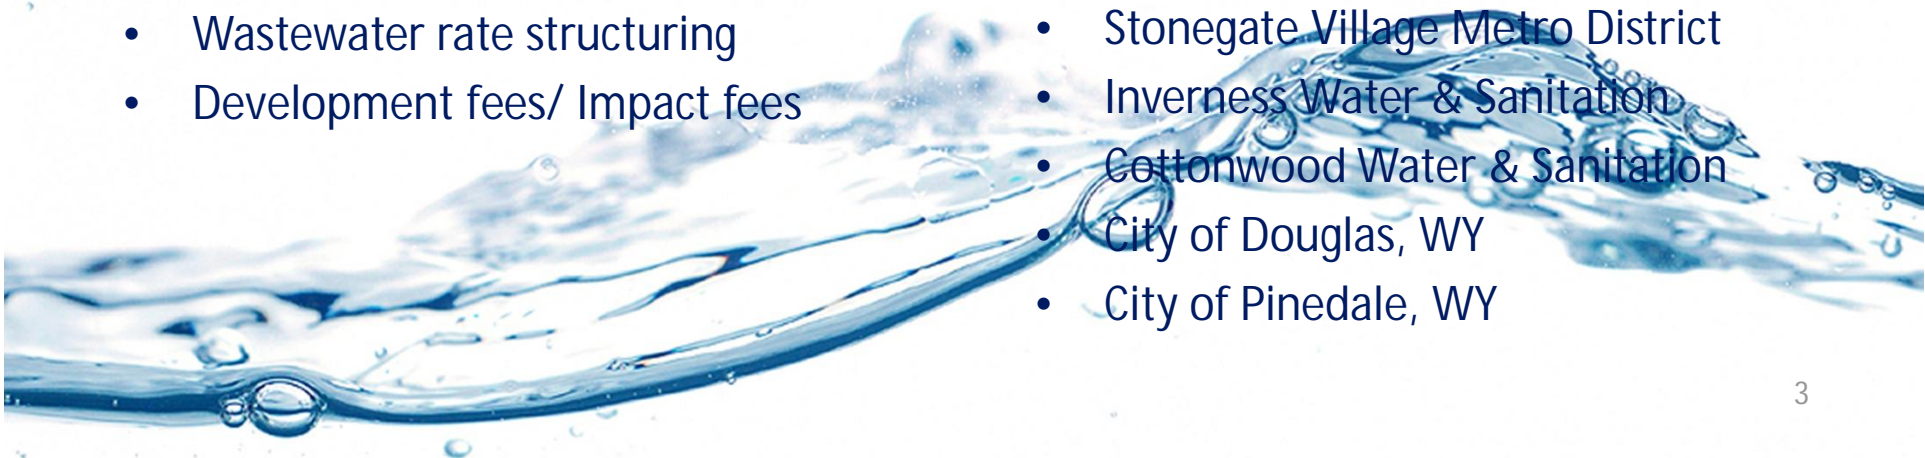 • Wastewater rate structuring
• Development fees/ Impact fees
• Stonegate Village Metro District
• Inverness Water & Sanitation
• Cottonwood Water & Sanitation
• City of Douglas, WY
• City of Pinedale, WY
3